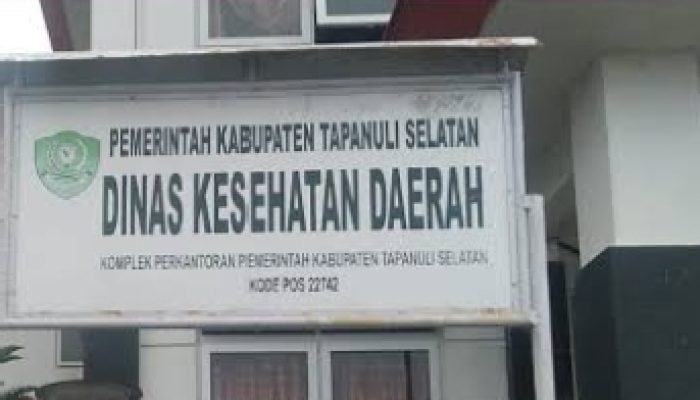 PEMERINTAH KABUPATEN TAPANULI SELATAN
DINAS KESEHATAN DAERAH
KOMPLEK PERKANTORAN PEMERINTAH KABUPATEN TAPANULI SELATAN
KODE POS 22742